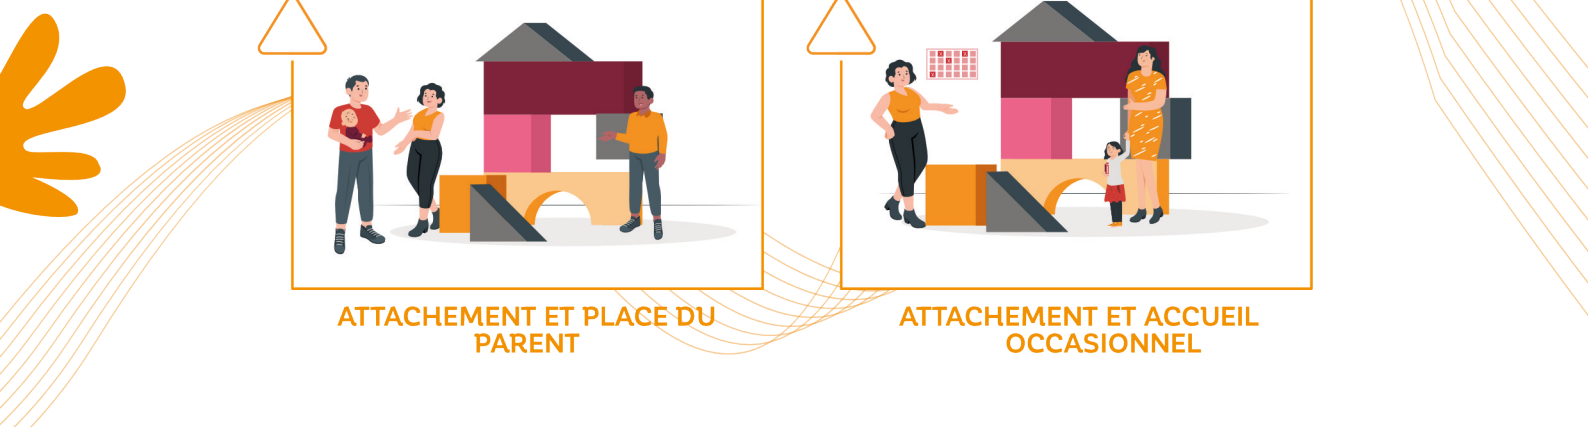 ATTACHEMENT ET PLACE DU
PARENT
ATTACHEMENT ET ACCUEIL
OCCASIONNEL